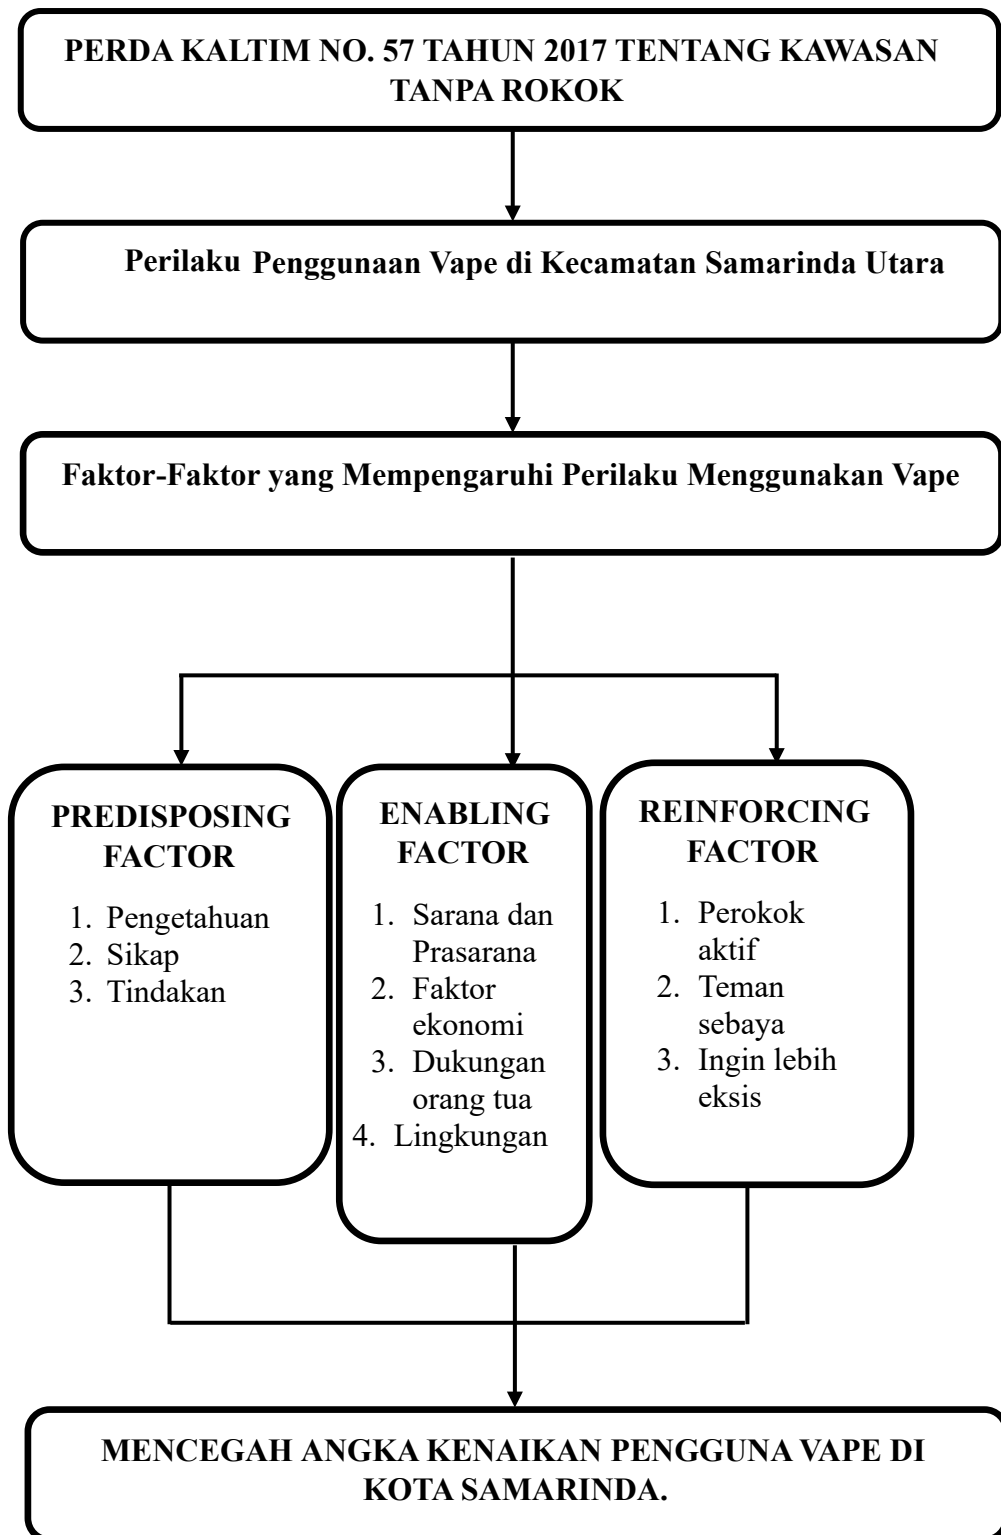 PERDA KALTIM NO. 57 TAHUN 2017 TENTANG KAWASAN
TANPA ROKOK
Perilaku Penggunaan Vape di Kecamatan Samarinda Utara
Faktor-Faktor yang Mempengaruhi Perilaku Menggunakan Vape
PREDISPOSING
FACTOR
1. Pengetahuan
2. Sikap
3. Tindakan
ENABLING
FACTOR
1. Sarana dan
Prasarana
2. Faktor
ekonomi
3. Dukungan
orang tua
4. Lingkungan
REINFORCING
FACTOR
1. Perokok
aktif
2. Teman
sebaya
3. Ingin lebih
eksis
MENCEGAH ANGKA KENAIKAN PENGGUNA VAPE DI
KOTA SAMARINDA.